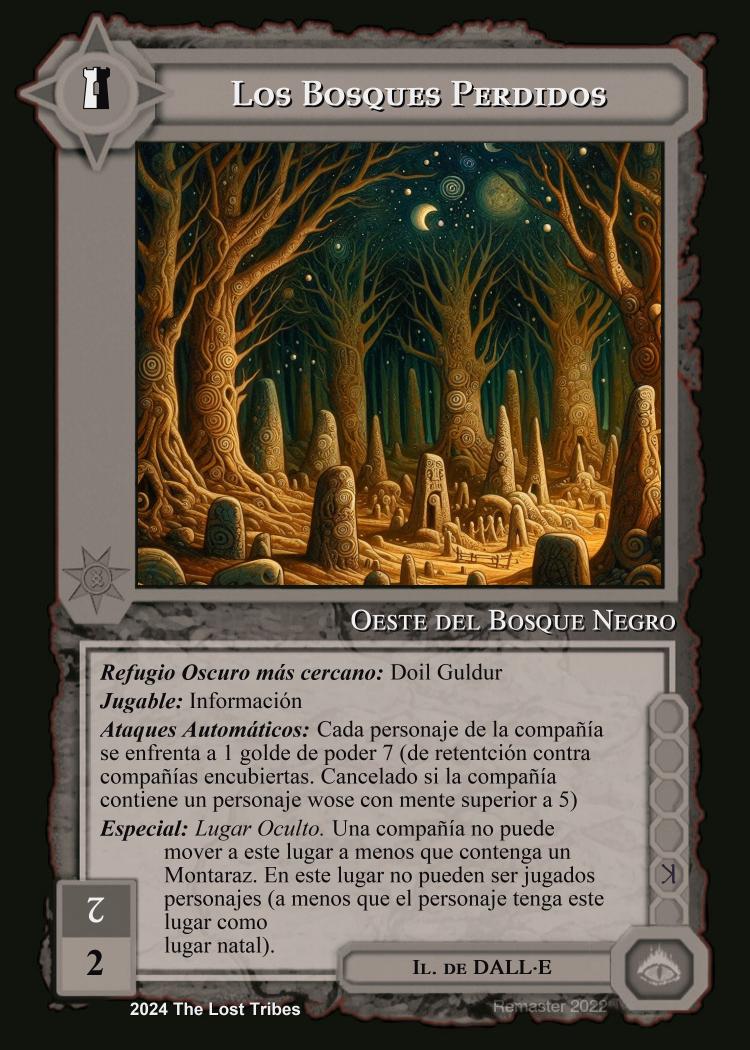 Los Bosques Perdidos
Oeste del Bosque Negro
Refugio Oscuro más cercano: Doil Guldur
Jugable: Información
Ataques Automáticos: Cada personaje de la compañía
se enfrenta a 1 golde de poder 7 (de retentción contra
compañías encubiertas. Cancelado si la compañía
contiene un personaje wose con mente superior a 5)
Especial: Lugar Oculto. Una compañía no puede
mover a este lugar a menos que contenga un
Montaraz. En este lugar no pueden ser jugados
personajes (a menos que el personaje tenga este
lugar como
lugar natal).
2
Il. de DALL·E
2024 The Lost Tribes
Remaster 2022